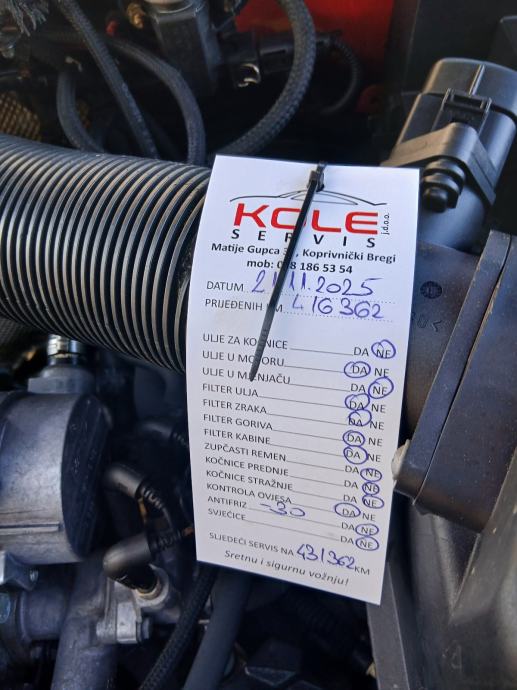 KOLE j.d.o.o.
SERVIS
Matije Gupca Koprivnički Bregi
mob: 186 53 54
DATUM 21.11.2025
PRIJEĐENIH KM 416362
ULJE ZA KOČNICE DA NE
ULJE U MOTORU DA NE
ULJE U MJENJAČU DA NE
FILTER ULJA DA NE
FILTER ZRAKA DA NE
FILTER GORIVA DA NE
FILTER KABINE DA NE
ZUPČASTI REMEN DA NE
KOČNICE PREDNJE DA NE
KOČNICE STRAŽNJE DA NE
KONTROLA OVJESA DA NE
ANTIFRIZ -30 DA NE
SVJEĆICE DA NE
SLJEDEĆI SERVIS NA 431362 KM
Sretnu i sigurnu vožnju!